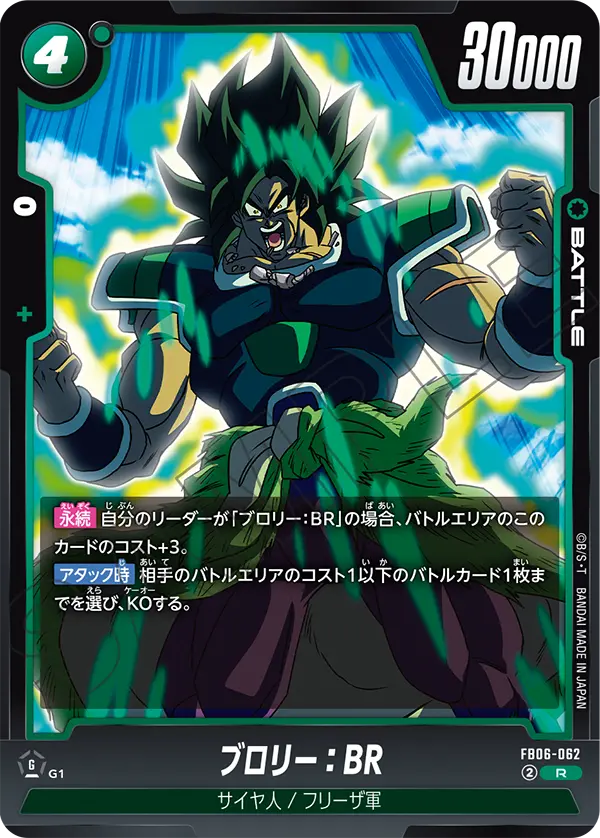 4
30000
0
+
BATTLE
永続 自分のリーダーが「ブロリー:BR」の場合、バトルエリアのこの
カードのコスト+3。
アタック時 相手のバトルエリアのコスト1以下のバトルカード1枚ま
でを選び、KOする。
©B/S・T BANDAI MADE IN JAPAN
G
G1
ブロリー:BR
FB06-062
2 R
サイヤ人 / フリーザ軍